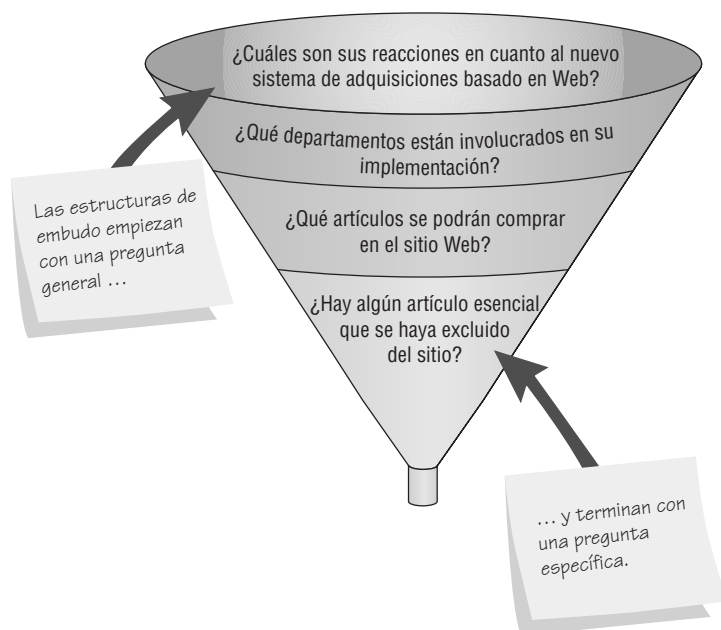 ¿Cuáles son sus reacciones en cuanto al nuevo
sistema de adquisiciones basado en Web?
¿Qué departamentos están involucrados en su
implementación?
Las estructuras de
embudo empiezan
con una pregunta
general …
¿Qué artículos se podrán comprar
en el sitio Web?
¿Hay algún artículo esencial
que se haya excluido
del sitio?
… y terminan con
una pregunta
específica.